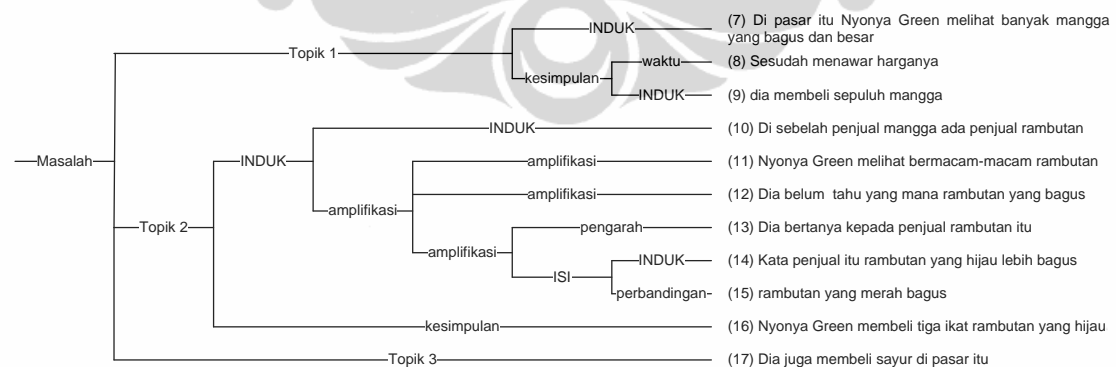 INDUK
(7) Di pasar itu Nyonya Green melihat banyak mangga
yang bagus dan besar
Topik 1
waktu
(8) Sesudah menawar harganya
kesimpulan
INDUK
(9) dia membeli sepuluh mangga
INDUK
(10) Di sebelah penjual mangga ada penjual rambutan
Masalah
INDUK
amplifikasi
(11) Nyonya Green melihat bermacam-macam rambutan
amplifikasi
(12) Dia belum tahu yang mana rambutan yang bagus
amplifikasi
Topik 2
pengarah
(13) Dia bertanya kepada penjual rambutan itu
amplifikasi
INDUK
(14) Kata penjual itu rambutan yang hijau lebih bagus
ISI
perbandingan
(15) rambutan yang merah bagus
kesimpulan
(16) Nyonya Green membeli tiga ikat rambutan yang hijau
Topik 3
(17) Dia juga membeli sayur di pasar itu